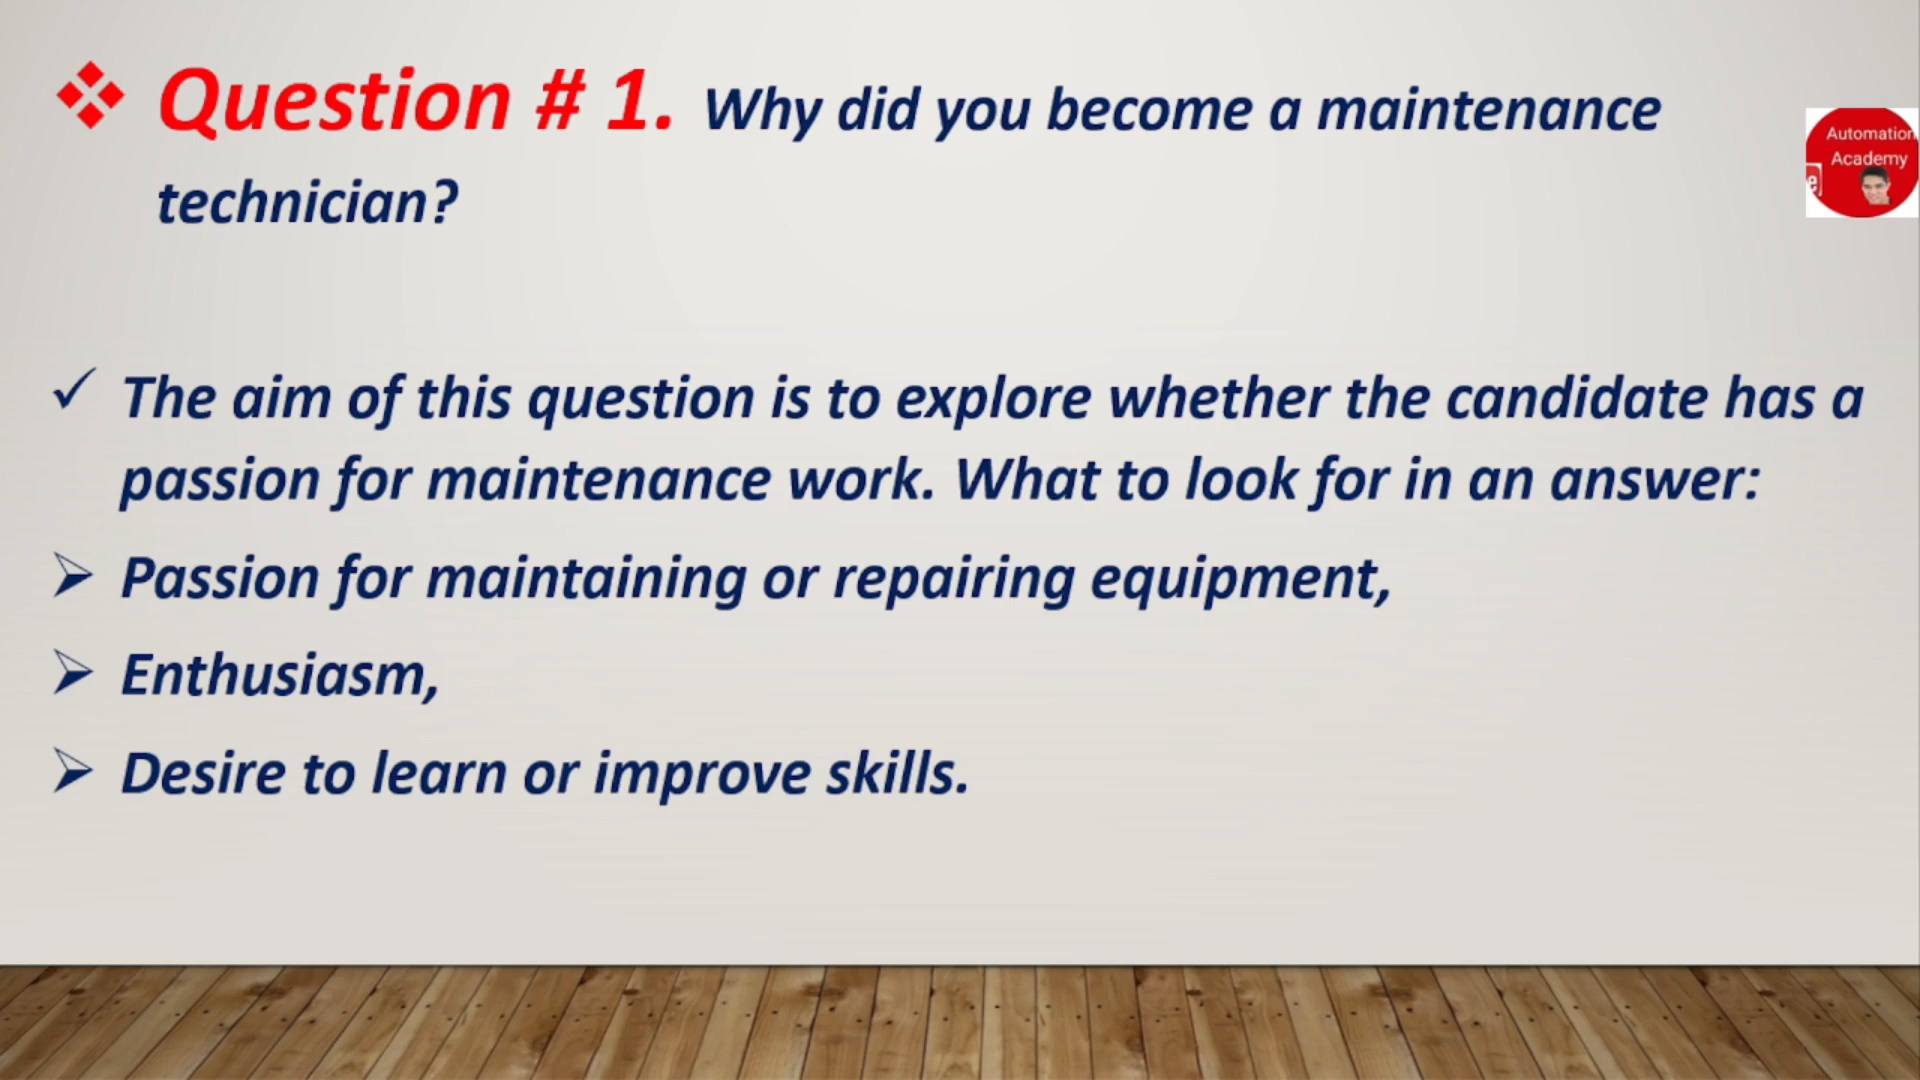 Question # 1. Why did you become a maintenance
technician?
Automation
Academy
e
The aim of this question is to explore whether the candidate has a
passion for maintenance work. What to look for in an answer:
Passion for maintaining or repairing equipment,
Enthusiasm,
Desire to learn or improve skills.